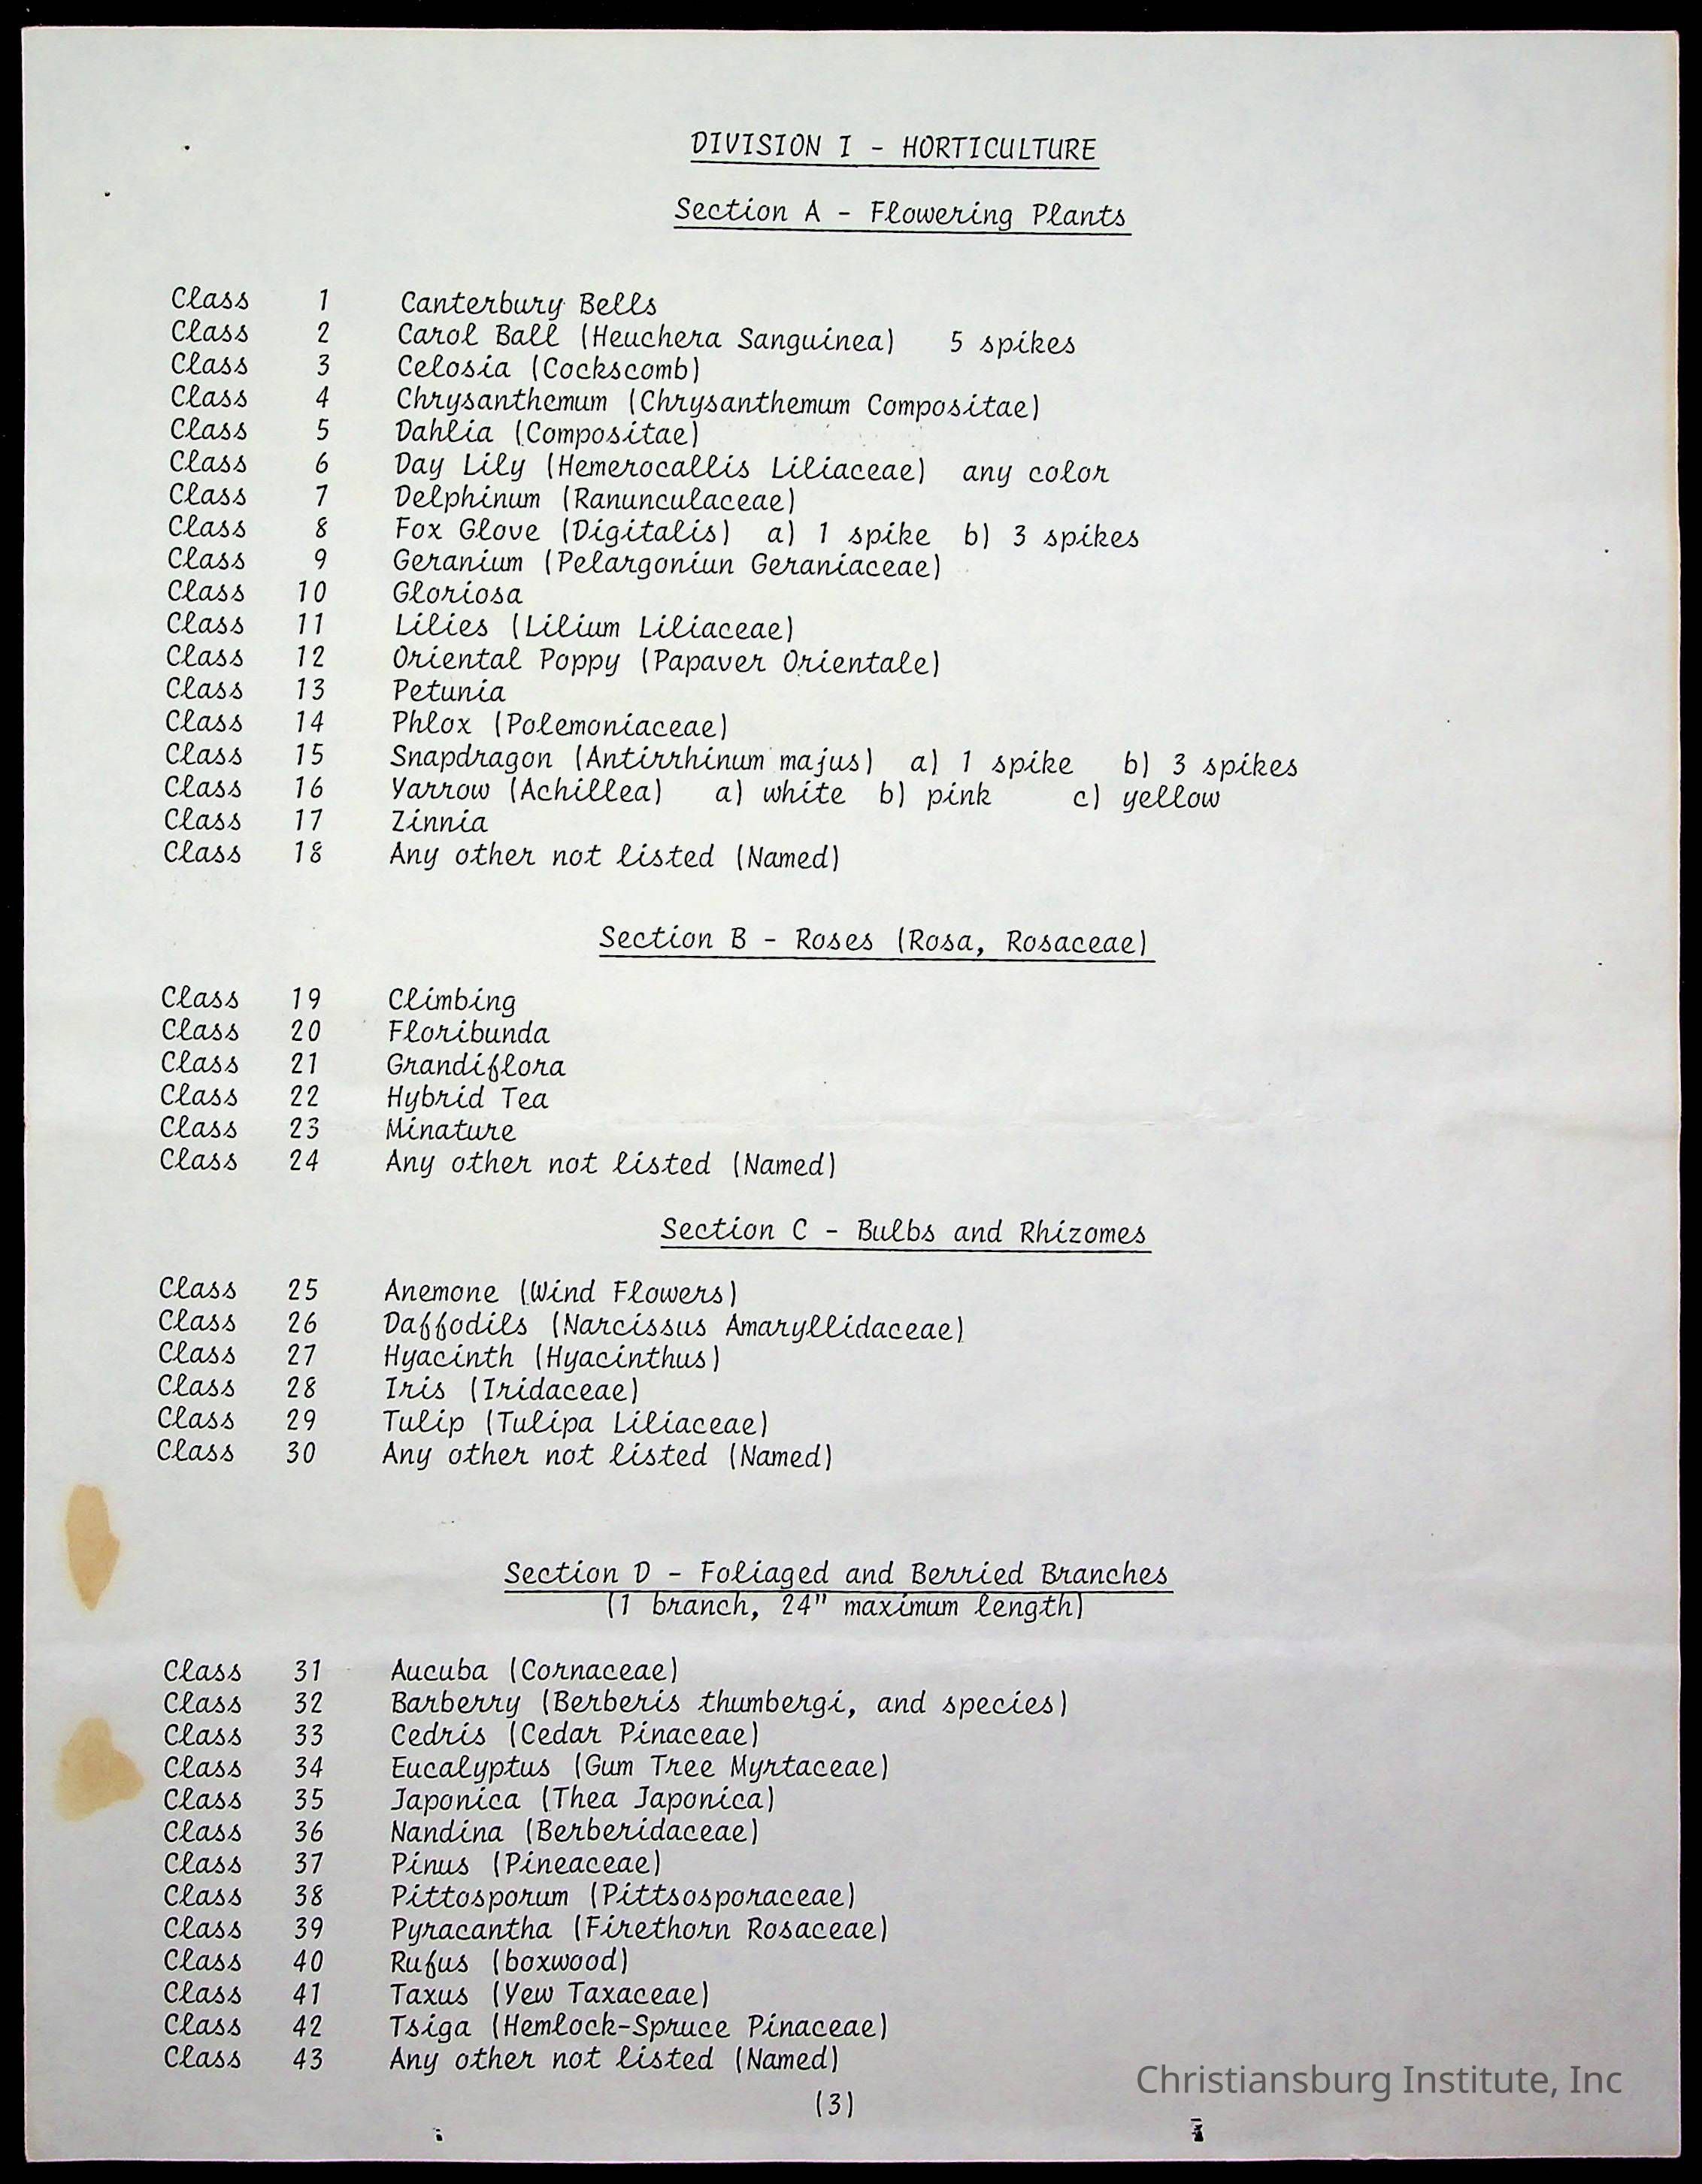 DIVISION I - HORTICULTURE
Section A - Flowering Plants
Class 1 Canterbury Bells
Class 2 Carol Ball (Heuchera Sanguinea) 5 spikes
Class 3 Celosia (Cockscomb)
Class 4 Chrysanthemum (Chrysanthemum Compositae)
Class 5 Dahlia (Compositae)
Class 6 Day Lily (Hemerocallis Liliaceae) any color
Class 7 Delphinum (Ranunculaceae)
Class 8 Fox Glove (Digitalis) a) 1 spike b) 3 spikes
Class 9 Geranium (Pelargoniun Geraniaceae)
Class 10 Gloriosa
Class 11 Lilies (Lilium Liliaceae)
Class 12 Oriental Poppy (Papaver Orientale)
Class 13 Petunia
Class 14 Phlox (Polemoniaceae)
Class 15 Snapdragon (Antirrhinum majus) a) 1 spike b) 3 spikes
Class 16 Yarrow (Achillea) a) white b) pink c) yellow
Class 17 Zinnia
Class 18 Any other not listed (Named)
Section B - Roses (Rosa, Rosaceae)
Class 19 Climbing
Class 20 Floribunda
Class 21 Grandiflora
Class 22 Hybrid Tea
Class 23 Minature
Class 24 Any other not listed (Named)
Section C - Bulbs and Rhizomes
Class 25 Anemone (Wind Flowers)
Class 26 Daffodils (Narcissus Amaryllidaceae)
Class 27 Hyacinth (Hyacinthus)
Class 28 Iris (Iridaceae)
Class 29 Tulip (Tulipa Liliaceae)
Class 30 Any other not listed (Named)
Section D - Foliaged and Berried Branches
(1 branch, 24" maximum length)
Class 31 Aucuba (Cornaceae)
Class 32 Barberry (Berberis thumbergi, and species)
Class 33 Cedris (Cedar Pinaceae)
Class 34 Eucalyptus (Gum Tree Myrtaceae)
Class 35 Japonica (Thea Japonica)
Class 36 Nandina (Berberidaceae)
Class 37 Pinus (Pineaceae)
Class 38 Pittosporum (Pittsosporaceae)
Class 39 Pyracantha (Firethorn Rosaceae)
Class 40 Rufus (boxwood)
Class 41 Taxus (Yew Taxaceae)
Class 42 Tsiga (Hemlock-Spruce Pinaceae)
Class 43 Any other not listed (Named)
Christiansburg Institute, Inc
(3)